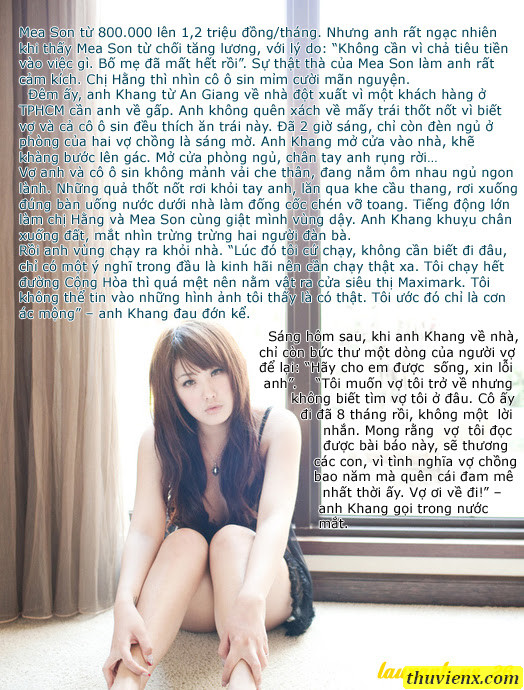 Mea Son từ 800.000 lên 1,2 triệu đồng/tháng. Nhưng anh rất ngạc nhiên
khi thấy Mea Son từ chối tăng lương, với lý do: “Không cần vì chả tiêu tiền
vào việc gì. Bố mẹ đã mất hết rồi”. Sự thật thà của Mea Son làm anh rất
cảm kích. Chị Hằng thì nhìn cô ô sin mỉm cười mãn nguyện.
Đêm ấy, anh Khang từ An Giang về nhà đột xuất vì một khách hàng ở
TPHCM cần anh về gấp. Anh không quên xách về mấy trái thốt nốt vì biết
vợ và cả cô ô sin đều thích ăn trái này. Đã 2 giờ sáng, chỉ còn đèn ngủ ở
phòng của hai vợ chồng là sáng mờ. Anh Khang mở cửa vào nhà, khẽ
khàng bước lên gác. Mở cửa phòng ngủ, chân tay anh rụng rời...
Vợ anh và cô ô sin không mảnh vải che thân, đang nằm ôm nhau ngủ ngon
lành. Những quả thốt nốt rơi khỏi tay anh, lăn qua khe cầu thang, rơi xuống
đúng bàn uống nước dưới nhà làm đống cốc chén vỡ toang. Tiếng động lớn
làm chị Hằng và Mea Son cùng giật mình vùng dậy. Anh Khang khuỵu chân
xuống đất, mắt nhìn trừng trừng hai người đàn bà.
Rồi anh vùng chạy ra khỏi nhà. “Lúc đó tôi cứ chạy, không cần biết đi đâu,
chỉ có một ý nghĩ trong đầu là kinh hãi nên cần chạy thật xa. Tôi chạy hết
đường Cộng Hòa thì quá mệt nên nằm vật ra cửa siêu thị Maximark. Tôi
không thể tin vào những hình ảnh tôi thấy là có thật. Tôi ước đó chỉ là cơn
ác mộng” – anh Khang đau đớn kể.
Sáng hôm sau, khi anh Khang về nhà,
chỉ còn bức thư một dòng của người vợ
để lại: “Hãy cho em được sống, xin lỗi
anh”. “Tôi muốn vợ tôi trở về nhưng
không biết tìm vợ tôi ở đâu. Cô ấy
đi đã 8 tháng rồi, không một lời
nhắn. Mong rằng vợ tôi đọc
được bài báo này, sẽ thương
các con, vì tình nghĩa vợ chồng
bao năm mà quên cái đam mê
nhất thời ấy. Vợ ơi về đi!” –
anh Khang gọi trong nước
mắt.
thuvienx.com